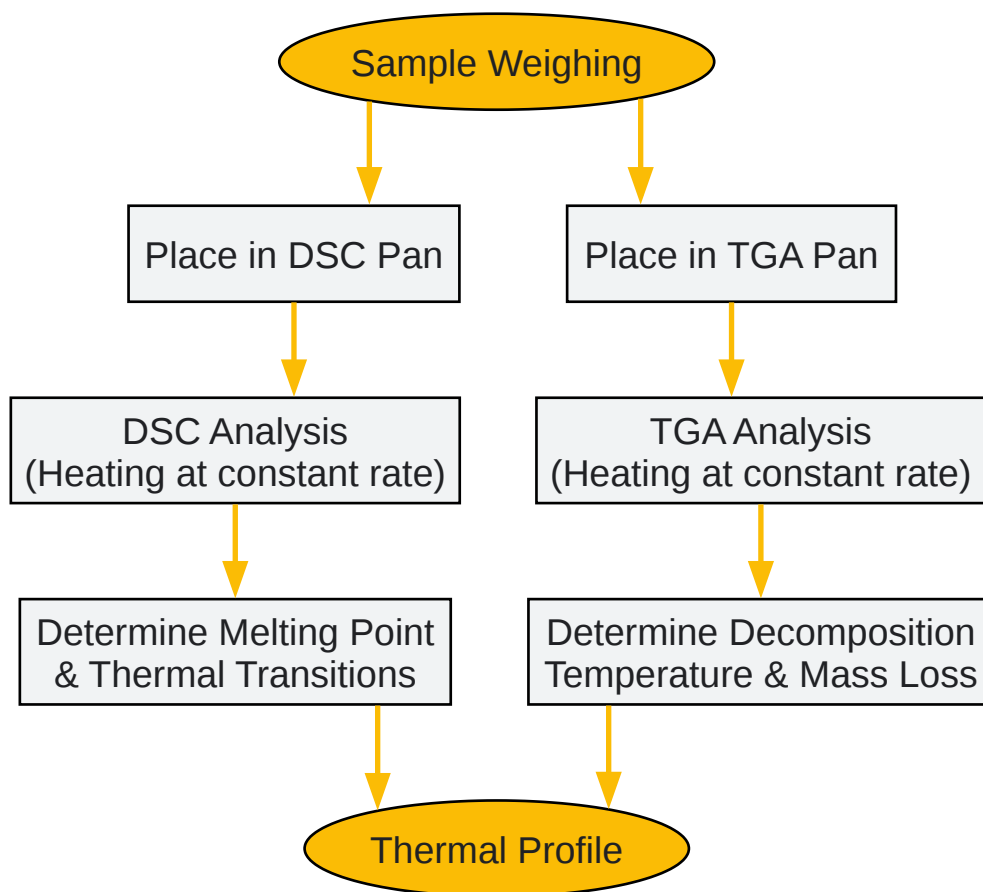 Sample Weighing
Place in DSC Pan
Place in TGA Pan
DSC Analysis
(Heating at constant rate)
TGA Analysis
(Heating at constant rate)
Determine Melting Point
& Thermal Transitions
Determine Decomposition
Temperature & Mass Loss
Thermal Profile